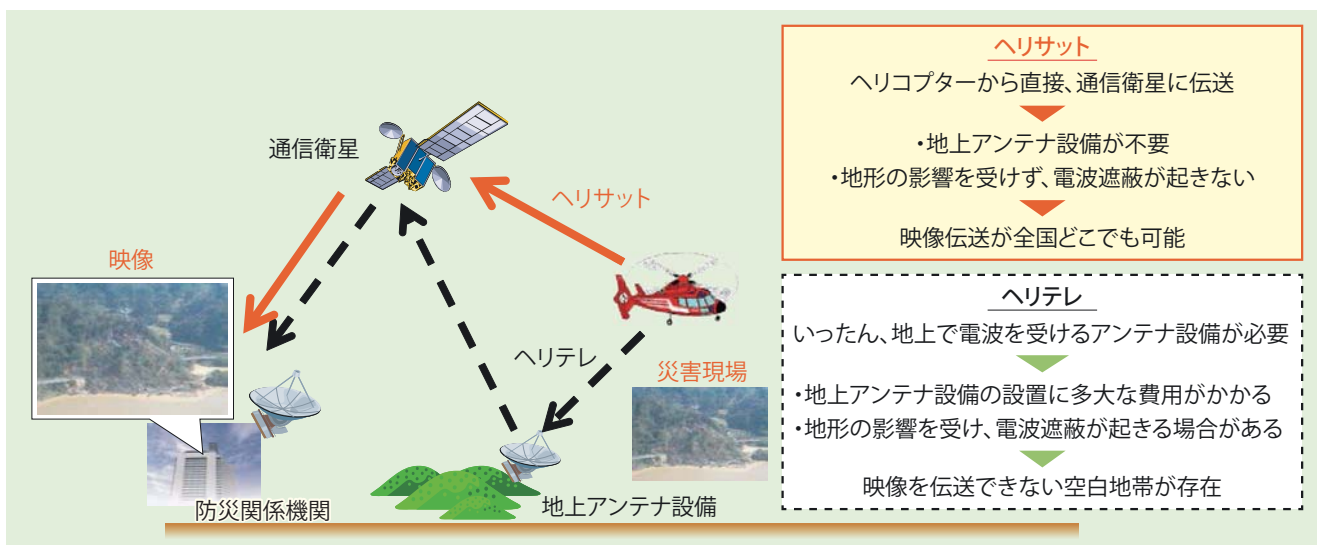 通信衛星
ヘリサット
映像
ヘリテレ
災害現場
防災関係機関
地上アンテナ設備
ヘリサット
ヘリコプターから直接、通信衛星に伝送
・地上アンテナ設備が不要
・地形の影響を受けず、電波遮蔽が起きない
映像伝送が全国どこでも可能
ヘリテレ
いったん、地上で電波を受けるアンテナ設備が必要
・地上アンテナ設備の設置に多大な費用がかかる
・地形の影響を受け、電波遮蔽が起きる場合がある
映像を伝送できない空白地帯が存在